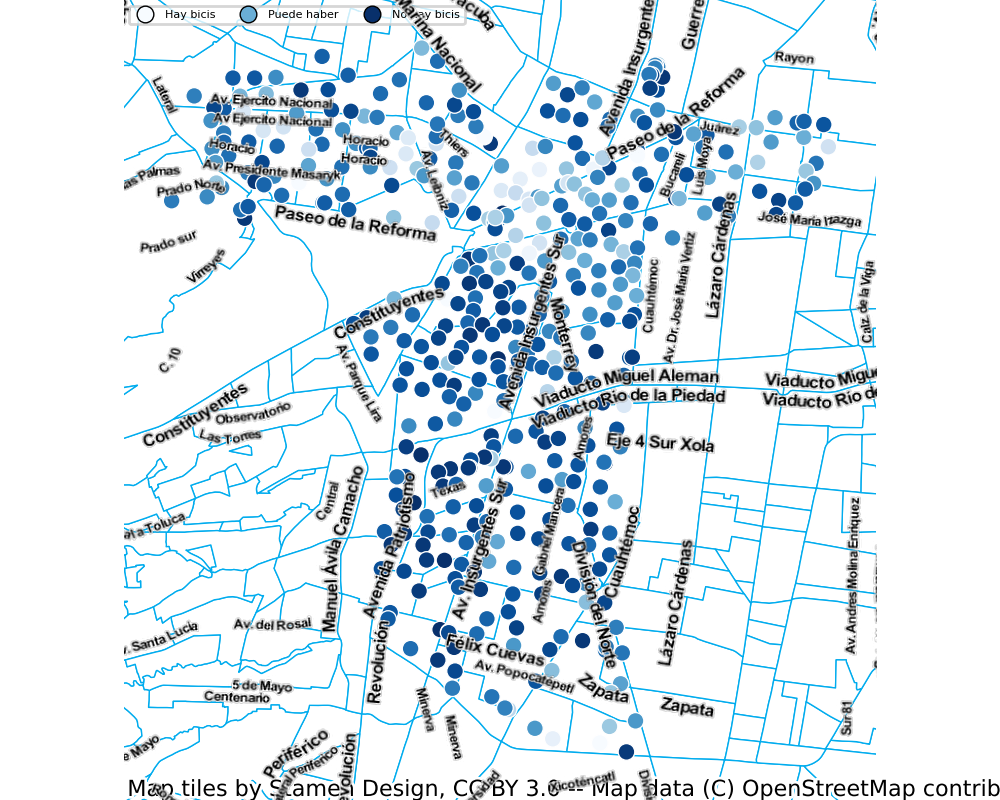 Hay bicis
Puede haber
No hay bicis
Marina Nacional
Avenida Insurgente
Guerre
Rayon
Lateral
Av. Ejercito Nacional
Av Ejercito Nacional
Paseo de la Reforma
Juárez
Horacio
Horacio
Horacio
Thiers
Av. Leibniz
Bucareli
Luis Moya
as Palmas
Av. Presidente Masaryk
Prado Norte
Paseo de la Reforma
José María Izazga
Prado sur
Virreyes
Lázaro Cárdenas
Calz. de la Viga
Cuauhtémoc
Av. Dr. José María Vertiz
Constituyentes
Avenida Insurgentes Sur
Monterrey
C. 10
Av. Parque Lira
Viaducto Miguel Aleman
Viaducto Migue
Viaducto Rio de la Piedad
Viaducto Rio de
Constituyentes
Observatorio
Las Torres
Amores
Eje 4 Sur Xola
Texas
Central
Manuel Ávila Camacho
Avenida Patriotismo
Av. Insurgentes Sur
Gabriel Mancera
Amores
División del Norte
Cuauhtémoc
Lázaro Cárdenas
Av. Andres Molina Enriquez
ta-Toluca
. Santa Lucia
Av. del Rosal
Revolución
Félix Cuevas
Av. Popocatepetl
Zapata
Zapata
5 de Mayo
Centenario
Minerva
Minerva
Sur 81
e Mayo
Periférico
Periferico
volución
Xicoténcatl
Map tiles by Stamen Design, CC BY 3.0 -- Map data (C) OpenStreetMap contrib